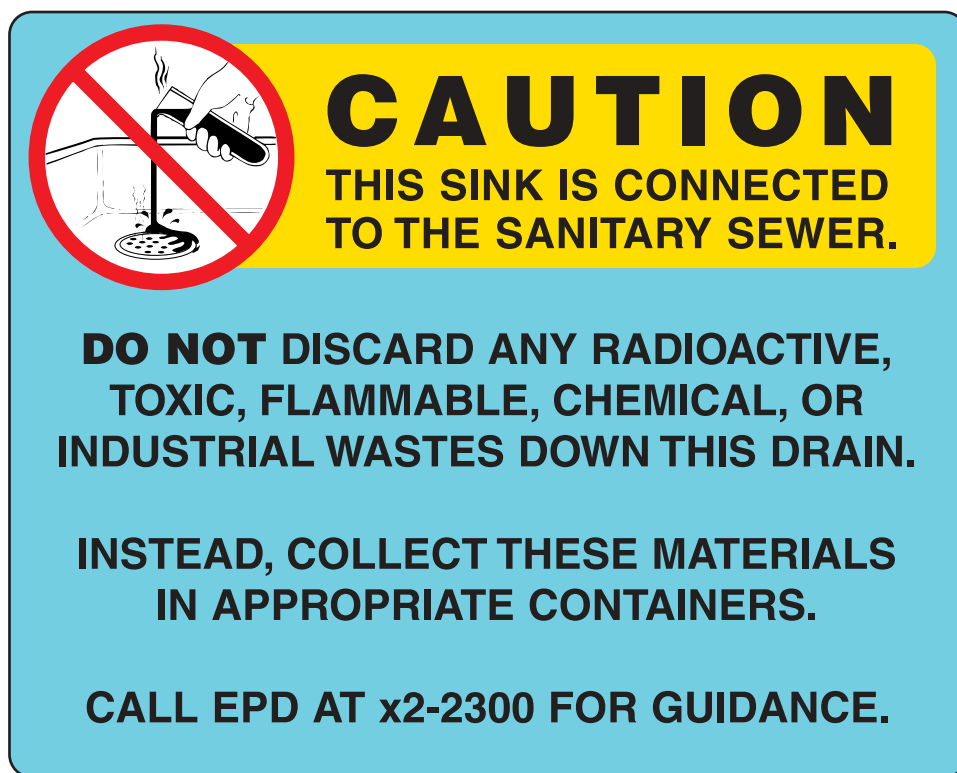 CAUTION
THIS SINK IS CONNECTED
TO THE SANITARY SEWER.
DO NOT DISCARD ANY RADIOACTIVE,
TOXIC, FLAMMABLE, CHEMICAL, OR
INDUSTRIAL WASTES DOWN THIS DRAIN.
INSTEAD, COLLECT THESE MATERIALS
IN APPROPRIATE CONTAINERS.
CALL EPD AT x2-2300 FOR GUIDANCE.